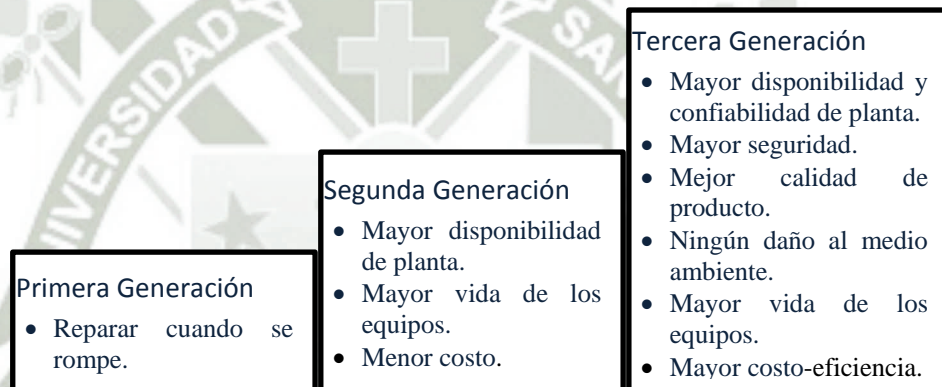 UNIVERSIDAD
SAN
Primera Generación
• Reparar cuando se
rompe.
Segunda Generación
• Mayor disponibilidad
de planta.
• Mayor vida de los
equipos.
• Menor costo.
Tercera Generación
• Mayor disponibilidad y
confiabilidad de planta.
• Mayor seguridad.
• Mejor calidad de
producto.
• Ningún daño al medio
ambiente.
• Mayor vida de los
equipos.
• Mayor costo-eficiencia.